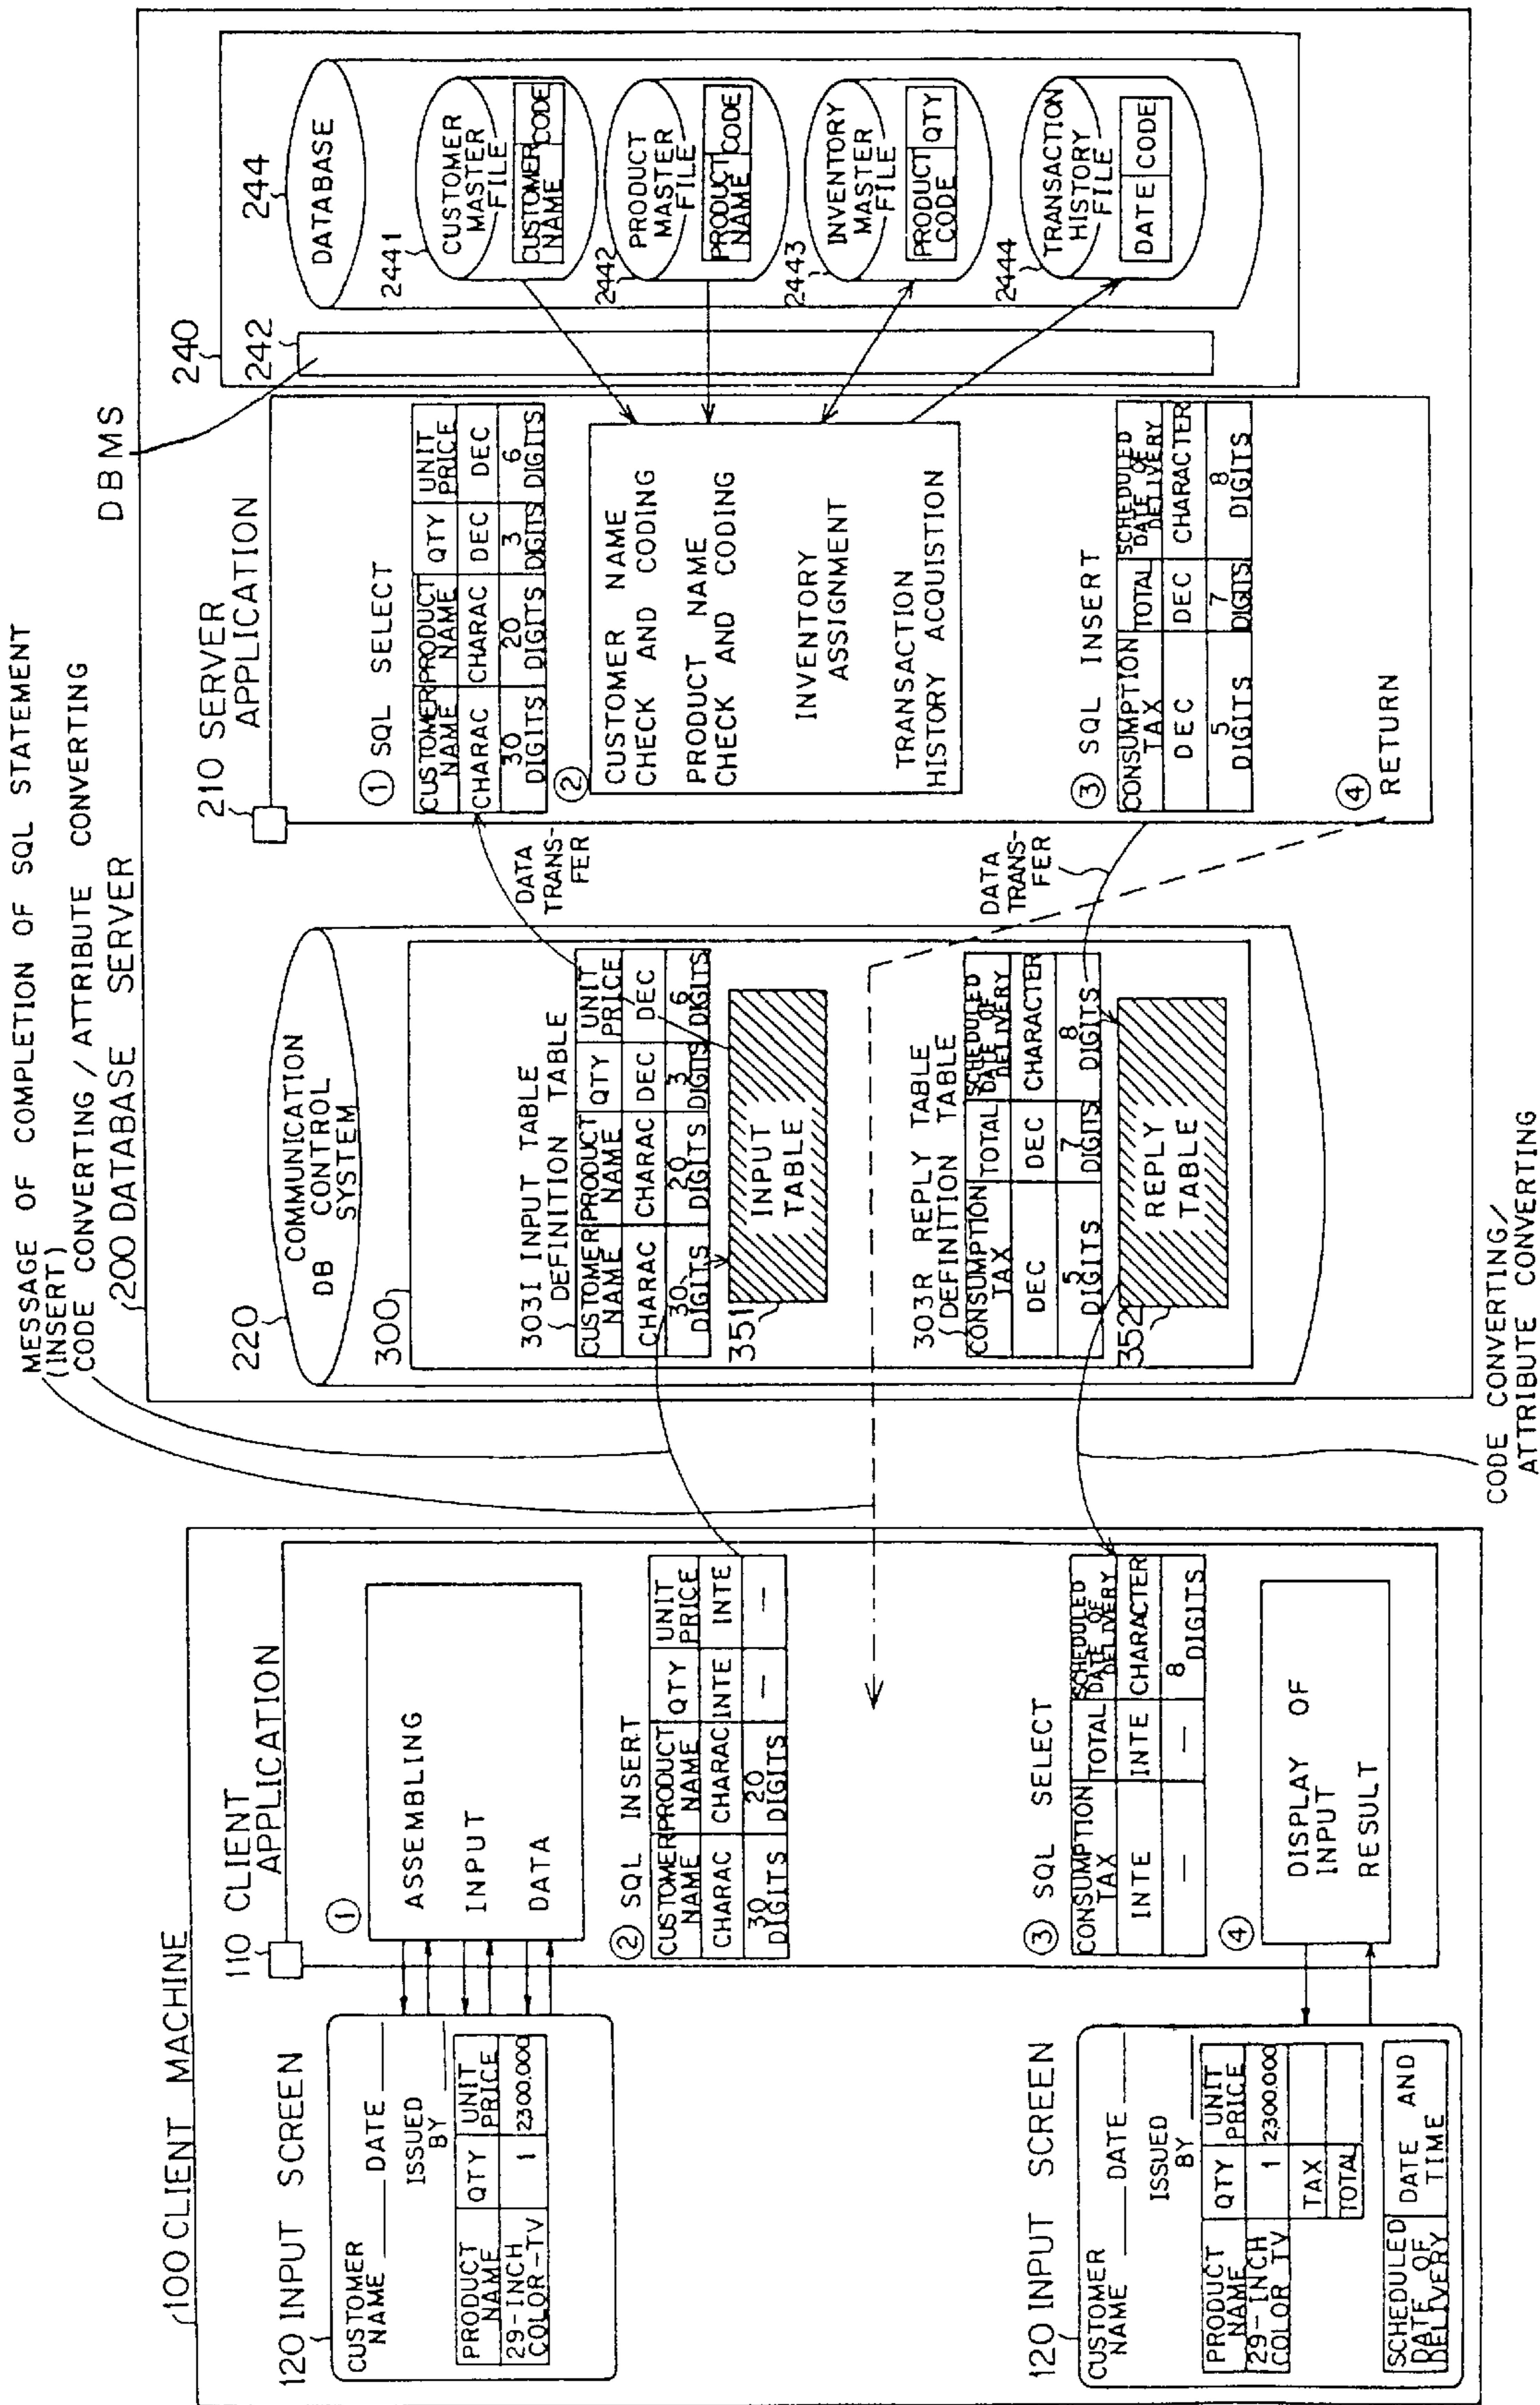 100 CLIENT MACHINE
120 INPUT SCREEN
CUSTOMER
NAME
DATE
ISSUED
BY
PRODUCT
NAME
QTY
UNIT
PRICE
29-INCH
COLOR-TV
1
2,300,000
110 CLIENT
APPLICATION
①
ASSEMBLING
INPUT
DATA
② SQL INSERT
CUSTOMER
NAME
PRODUCT
NAME
QTY
UNIT
PRICE
CHARAC
CHARAC
INTE
INTE
30
DIGITS
20
DIGITS
—
—
③ SQL SELECT
CONSUMPTION
TAX
TOTAL
SCHEDULED
DATE OF
DELIVERY
INTE
INTE
CHARACTER
—
—
8
DIGITS
④
DISPLAY OF
INPUT
RESULT
120 INPUT SCREEN
CUSTOMER
NAME
DATE
ISSUED
BY
PRODUCT
NAME
QTY
UNIT
PRICE
29-INCH
COLOR TV
1
2,300,000
TAX
TOTAL
SCHEDULED
DATE OF
DELIVERY
DATE AND
TIME
MESSAGE OF COMPLETION OF SQL STATEMENT
(INSERT)
CODE CONVERTING / ATTRIBUTE CONVERTING
200 DATABASE SERVER
220
COMMUNICATION
DB CONTROL
SYSTEM
300
303I INPUT TABLE
DEFINITION TABLE
CUSTOMER
NAME
PRODUCT
NAME
QTY
UNIT
PRICE
CHARAC
CHARAC
DEC
DEC
30
DIGITS
20
DIGITS
3
DIGITS
6
DIGITS
INPUT
TABLE
351
303R REPLY TABLE
DEFINITION TABLE
CONSUMPTION
TAX
TOTAL
SCHEDULED
DATE OF
DELIVERY
DEC
DEC
CHARACTER
5
DIGITS
7
DIGITS
8
DIGITS
REPLY
TABLE
352
CODE CONVERTING/
ATTRIBUTE CONVERTING
DATA
TRANS-
FER
DATA
TRANS-
FER
210 SERVER
APPLICATION
① SQL SELECT
CUSTOMER
NAME
PRODUCT
NAME
QTY
UNIT
PRICE
CHARAC
CHARAC
DEC
DEC
30
DIGITS
20
DIGITS
3
DIGITS
6
DIGITS
②
CUSTOMER NAME
CHECK AND CODING
PRODUCT NAME
CHECK AND CODING
INVENTORY
ASSIGNMENT
TRANSACTION
HISTORY ACQUISTION
③ SQL INSERT
CONSUMPTION
TAX
TOTAL
SCHEDULED
DATE OF
DELIVERY
DEC
DEC
CHARACTER
5
DIGITS
7
DIGITS
8
DIGITS
④
RETURN
DBMS
240
242
244
DATABASE
2441
CUSTOMER
MASTER
FILE
CUSTOMER
NAME
CODE
2442
PRODUCT
MASTER
FILE
PRODUCT
NAME
CODE
2443
INVENTORY
MASTER
FILE
PRODUCT
CODE
QTY
2444
TRANSACTION
HISTORY
FILE
DATE
CODE